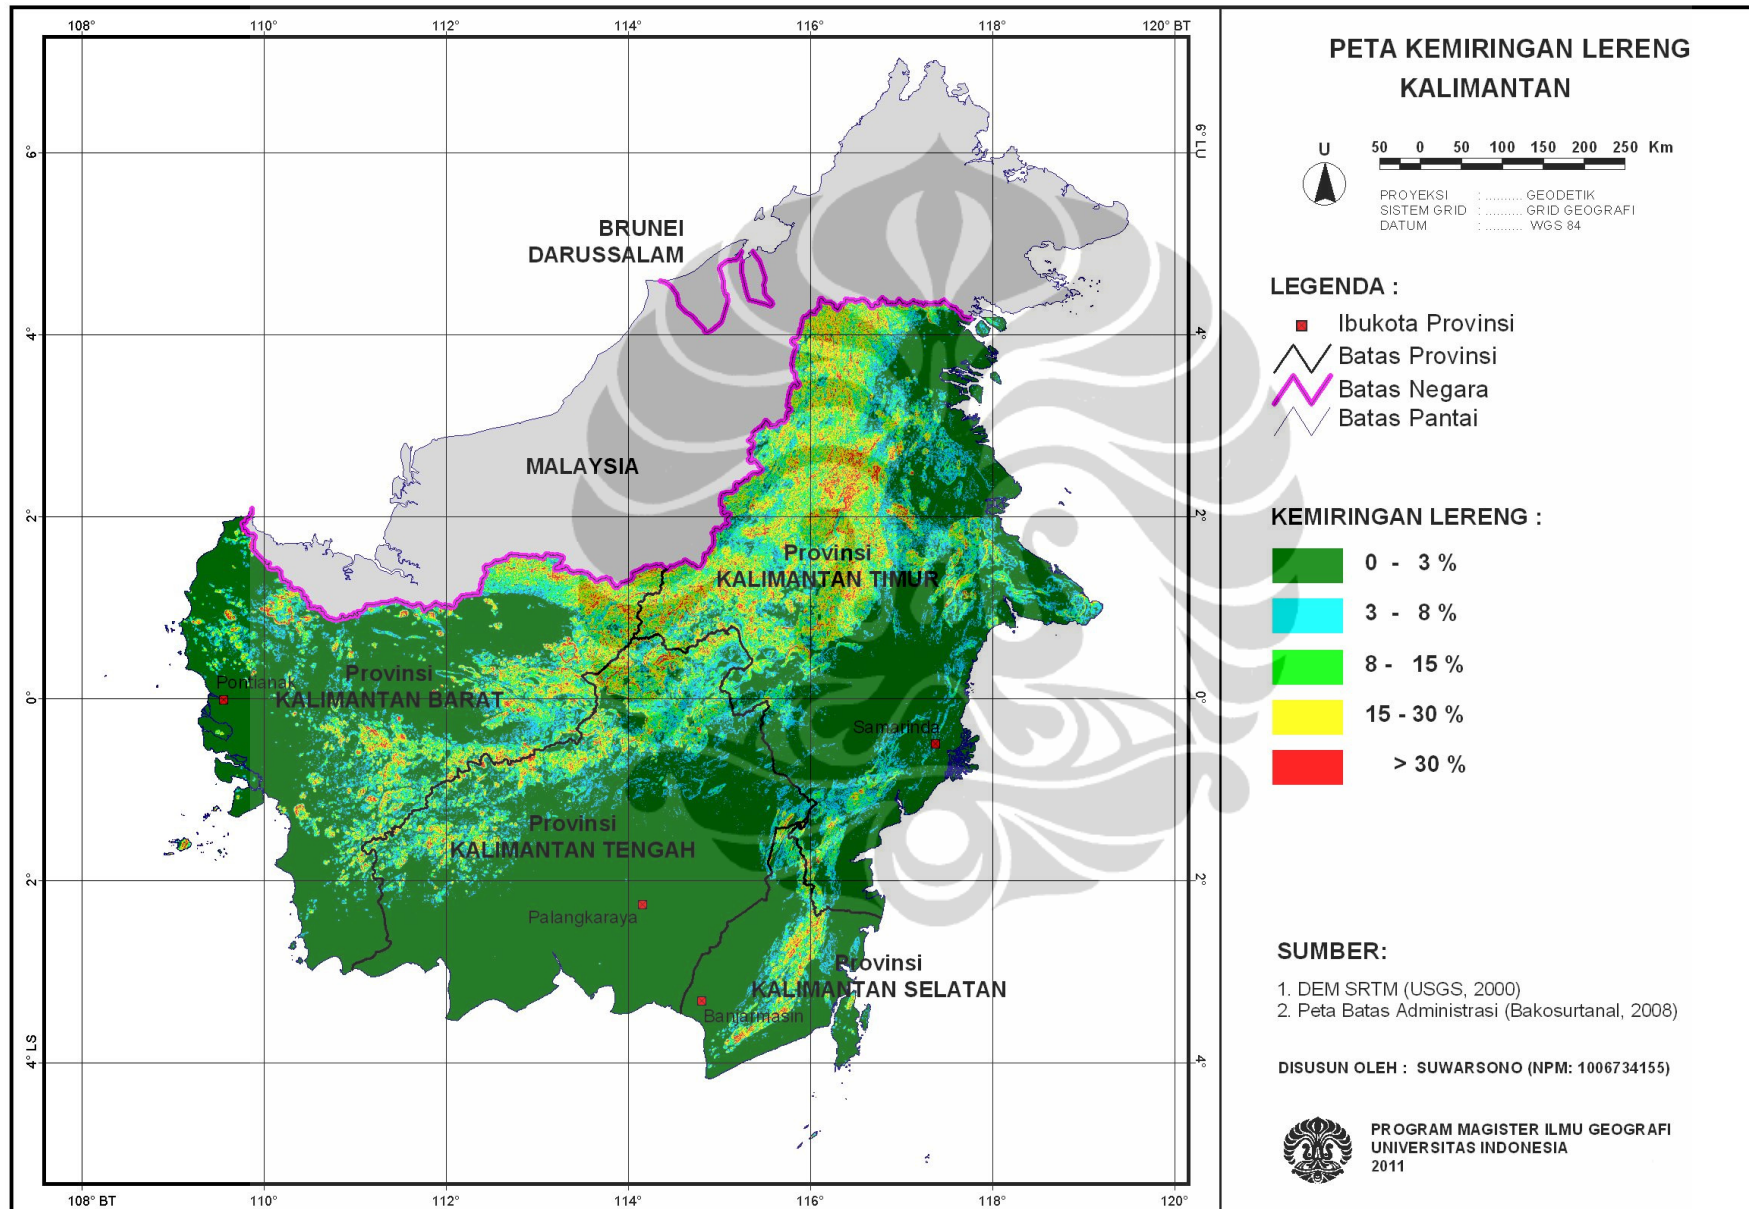 108° 110° 112° 114° 116° 118° 120° BT
6° LU
4°
2°
0°
2°
4°
6
4
2
0
2
4° LS
108° BT 110° 112° 114° 116° 118° 120°
BRUNEI
DARUSSALAM
MALAYSIA
Provinsi
KALIMANTAN TIMUR
Provinsi
KALIMANTAN BARAT
Pontianak
Samarinda
Provinsi
KALIMANTAN TENGAH
Palangkaraya
Provinsi
KALIMANTAN SELATAN
Banjarmasin
PETA KEMIRINGAN LERENG
KALIMANTAN
U
50 0 50 100 150 200 250 Km
PROYEKSI : .......... GEODETIK
SISTEM GRID : .......... GRID GEOGRAFI
DATUM : .......... WGS 84
LEGENDA :
Ibukota Provinsi
Batas Provinsi
Batas Negara
Batas Pantai
KEMIRINGAN LERENG :
0 - 3 %
3 - 8 %
8 - 15 %
15 - 30 %
> 30 %
SUMBER:
1. DEM SRTM (USGS, 2000)
2. Peta Batas Administrasi (Bakosurtanal, 2008)
DISUSUN OLEH : SUWARSONO (NPM: 1006734155)
PROGRAM MAGISTER ILMU GEOGRAFI
UNIVERSITAS INDONESIA
2011